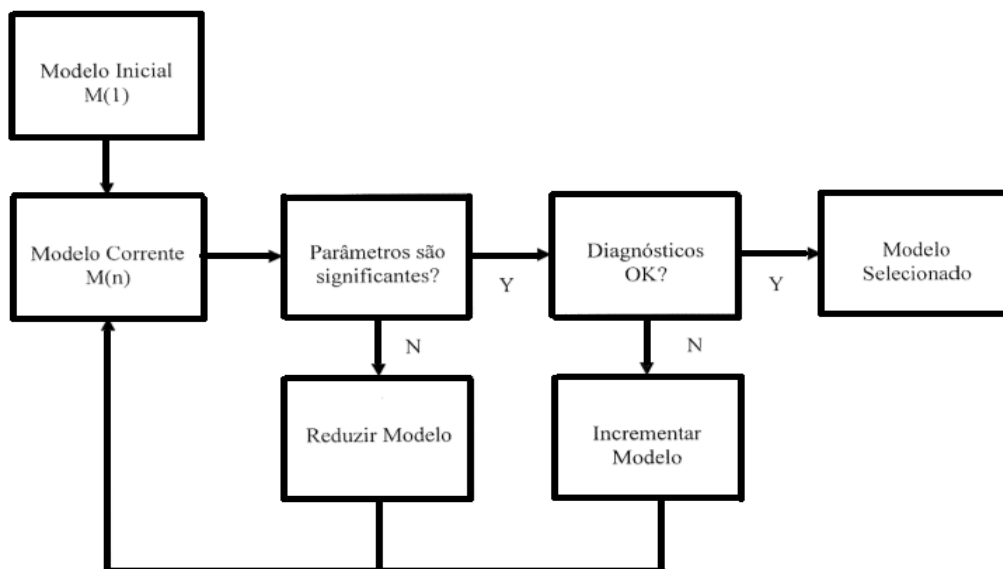 Modelo Inicial
M(1)
Modelo Corrente
M(n)
Parâmetros são
significantes?
Y
Diagnósticos
OK?
Y
Modelo
Selecionado
N
N
Reduzir Modelo
Incrementar
Modelo